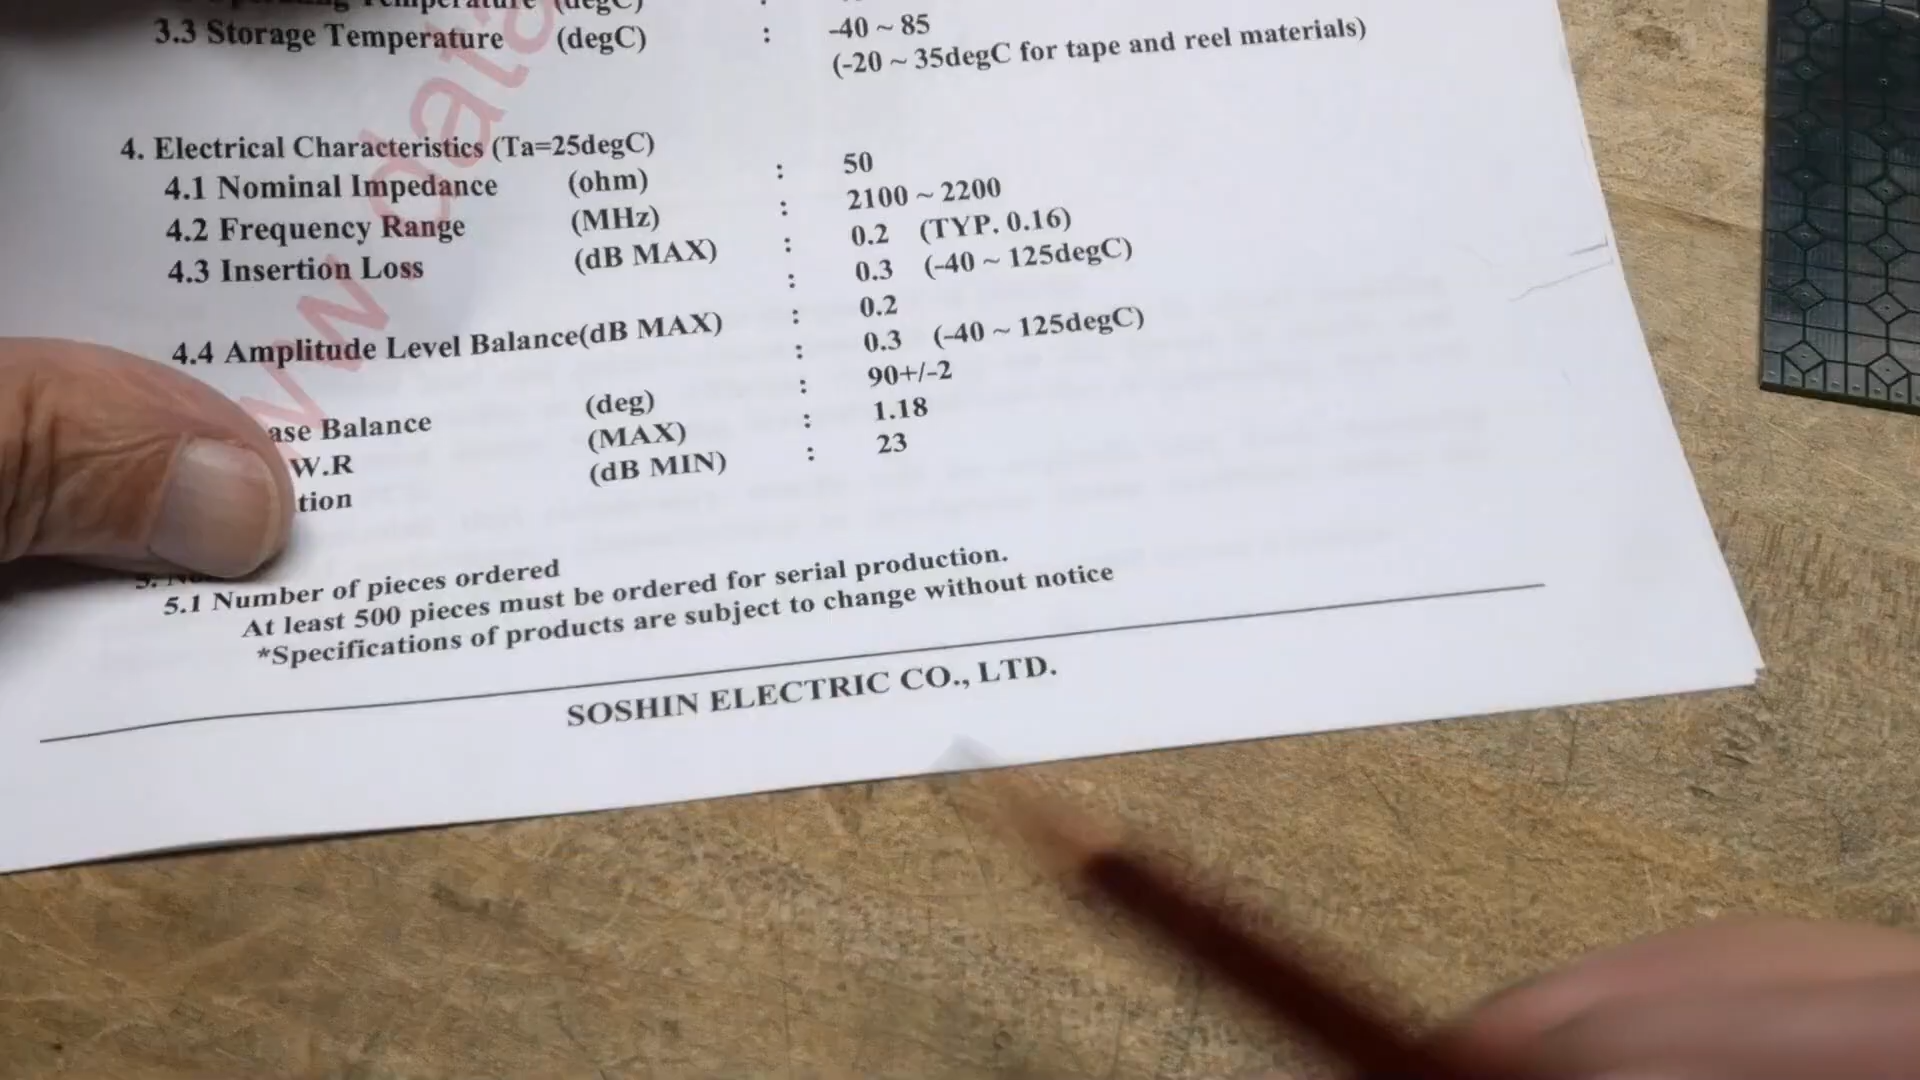 Temperature (degC) :
3.3 Storage Temperature (degC) : -40 ~ 85
(-20 ~ 35degC for tape and reel materials)
4. Electrical Characteristics (Ta=25degC)
4.1 Nominal Impedance (ohm) : 50
4.2 Frequency Range (MHz) : 2100 ~ 2200
4.3 Insertion Loss (dB MAX) : 0.2 (TYP. 0.16)
: 0.3 (-40 ~ 125degC)
4.4 Amplitude Level Balance(dB MAX) : 0.2
: 0.3 (-40 ~ 125degC)
ase Balance (deg) : 90+/-2
W.R (MAX) : 1.18
tion (dB MIN) : 23
5.1 Number of pieces ordered
At least 500 pieces must be ordered for serial production.
*Specifications of products are subject to change without notice
SOSHIN ELECTRIC CO., LTD.
www.data